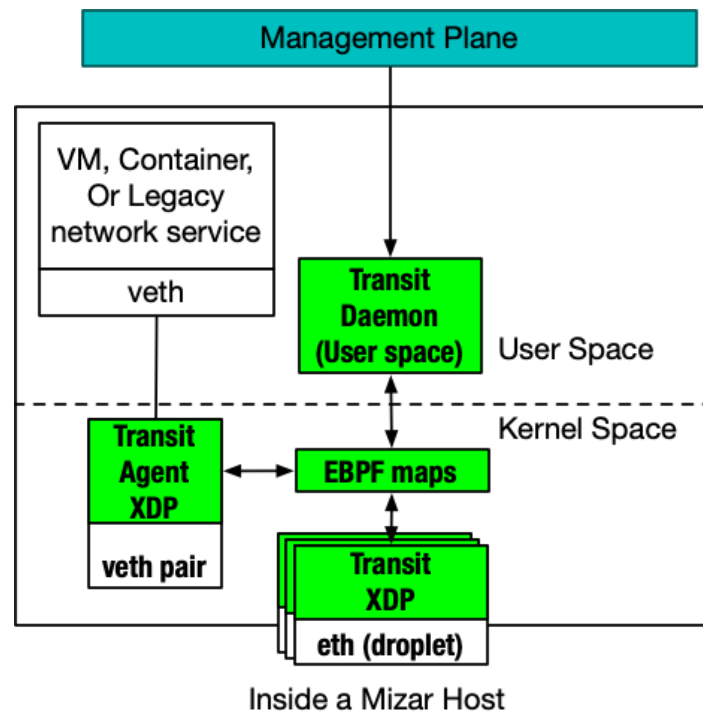 Management Plane
VM, Container,
Or Legacy
network service
veth
Transit
Daemon
(User space)
User Space
Kernel Space
Transit
Agent
XDP
veth pair
EBPF maps
Transit
XDP
eth (droplet)
Inside a Mizar Host